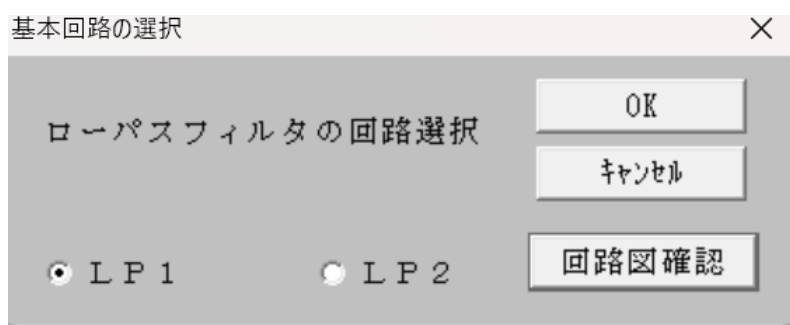 基本回路の選択
ローパスフィルタの回路選択
OK
ｷｬﾝｾﾙ
ＬＰ１
ＬＰ２
回路図確認